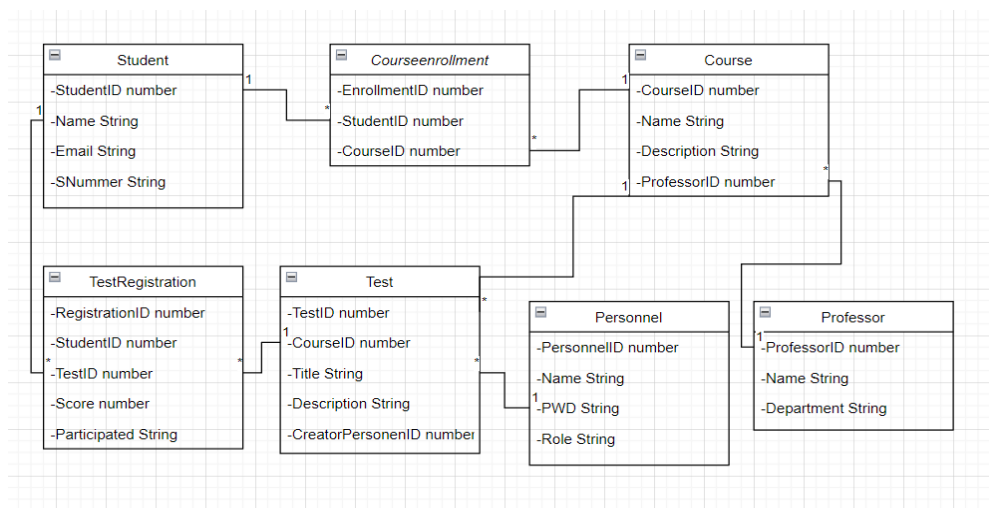 Student
-StudentID number
-Name String
-Email String
-SNummer String
1
1
Courseenrollment
-EnrollmentID number
-StudentID number
-CourseID number
*
*
Course
-CourseID number
-Name String
-Description String
-ProfessorID number
1
1
*
TestRegistration
-RegistrationID number
-StudentID number
-TestID number
-Score number
-Participated String
*
*
Test
-TestID number
-CourseID number
-Title String
-Description String
-CreatorPersonenID number
1
*
*
Personnel
-PersonnelID number
-Name String
-PWD String
-Role String
1
Professor
-ProfessorID number
-Name String
-Department String
1